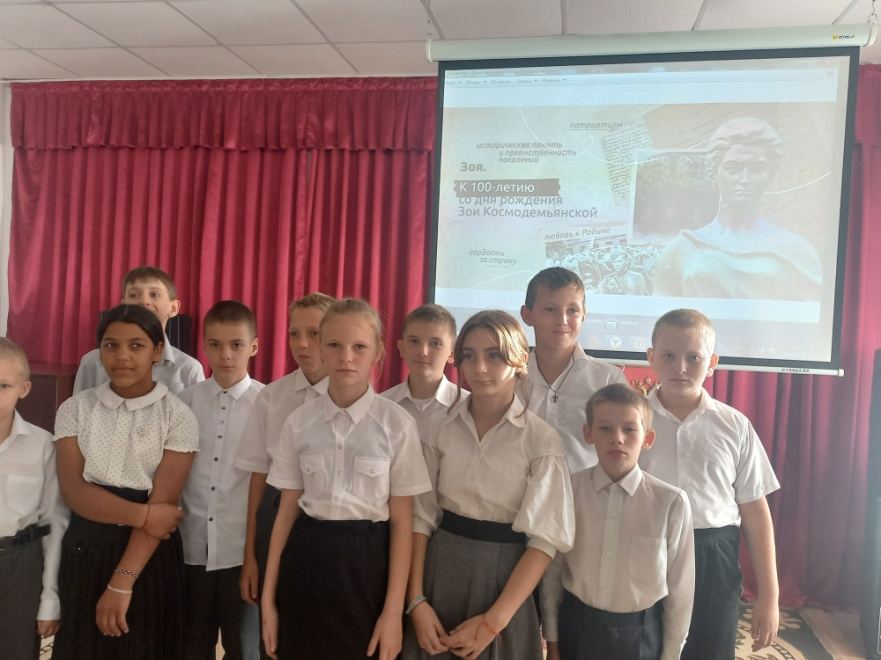 патриотизм
историческая память
и преемственность
поколений
Зоя.
К 100-летию
со дня рождения
Зои Космодемьянской
любовь к Родине
гордость
за страну